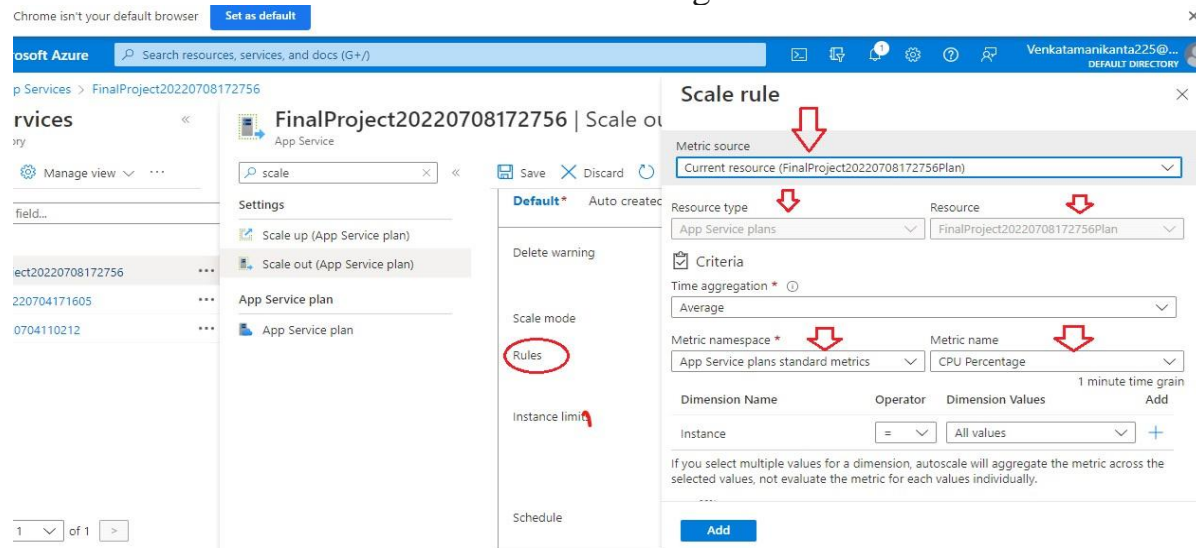 Chrome isn't your default browser Set as default
rosoft Azure Search resources, services, and docs (G+/) Venkatamanikanta225@...
DEFAULT DIRECTORY
p Services > FinalProject20220708172756
rvices «
ory
Manage view ...
field...
ect20220708172756 ...
220704171605 ...
0704110212 ...
1 of 1 >
FinalProject20220708172756 | Scale ou
App Service
scale × «
Settings
Scale up (App Service plan)
Scale out (App Service plan)
App Service plan
App Service plan
Save Discard
Default* Auto created
Delete warning
Scale mode
Rules
Instance limits
Schedule
Scale rule
Metric source
Current resource (FinalProject20220708172756Plan)
Resource type Resource
App Service plans FinalProject20220708172756Plan
Criteria
Time aggregation *
Average
Metric namespace * Metric name
App Service plans standard metrics CPU Percentage
1 minute time grain
Dimension Name Operator Dimension Values Add
Instance = All values +
If you select multiple values for a dimension, autoscale will aggregate the metric across the
selected values, not evaluate the metric for each values individually.
Add